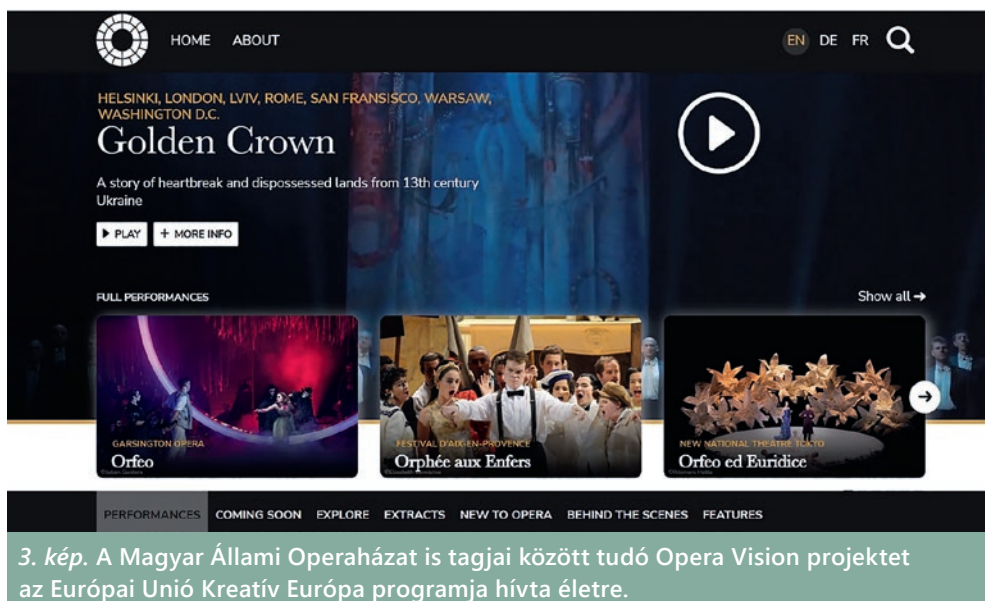 HOME ABOUT
EN DE FR
HELSINKI, LONDON, LVIV, ROME, SAN FRANSISCO, WARSAW,
WASHINGTON D.C.
Golden Crown
A story of heartbreak and dispossessed lands from 13th century
Ukraine
PLAY + MORE INFO
FULL PERFORMANCES
Show all →
GARSINGTON OPERA
Orfeo
FESTIVAL D'AIX-EN-PROVENCE
Orphée aux Enfers
NEW NATIONAL THEATRE TOKYO
Orfeo ed Euridice
PERFORMANCES COMING SOON EXPLORE EXTRACTS NEW TO OPERA BEHIND THE SCENES FEATURES
3. kép. A Magyar Állami Operaházat is tagjai között tudó Opera Vision projektet
az Európai Unió Kreatív Európa programja hívta életre.